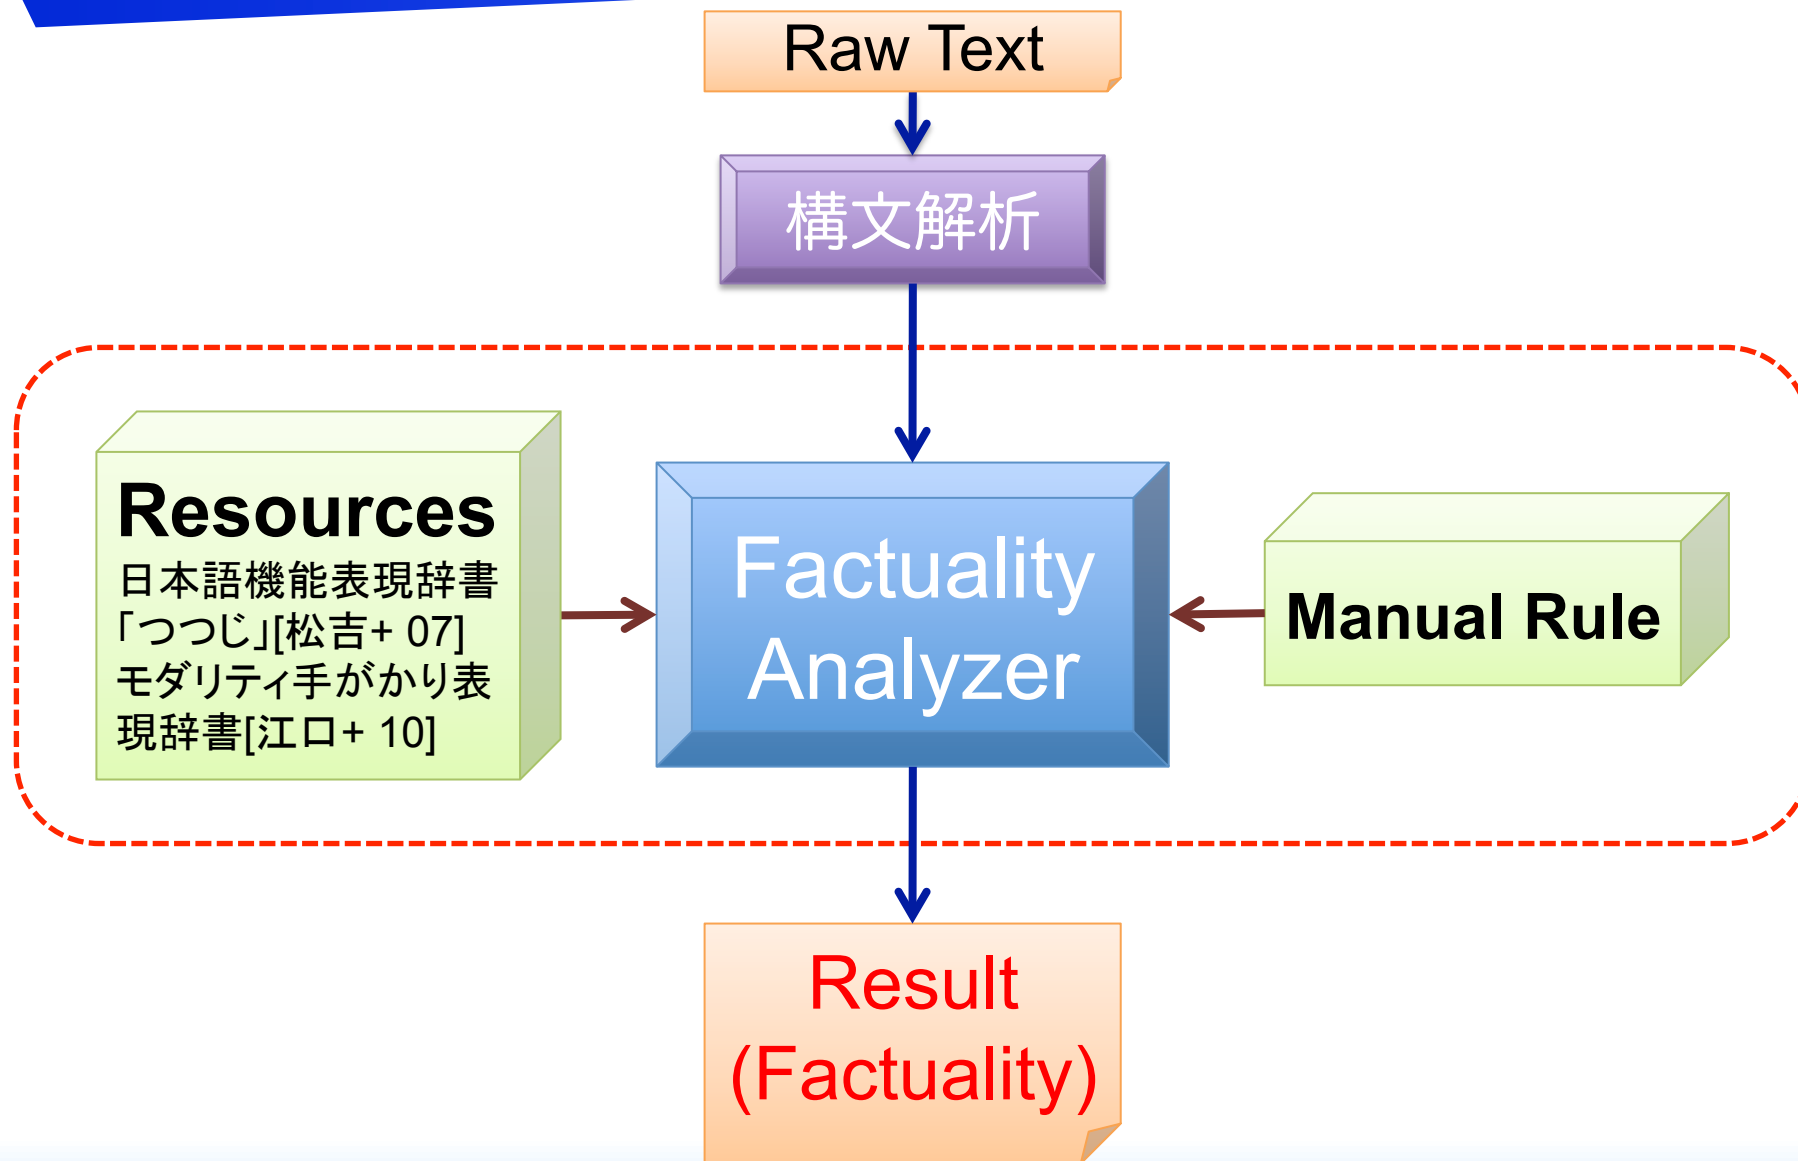 Raw Text
構文解析
Resources
日本語機能表現辞書
「つつじ」[松吉+ 07]
モダリティ手がかり表
現辞書[江口+ 10]
Factuality
Analyzer
Manual Rule
Result
(Factuality)